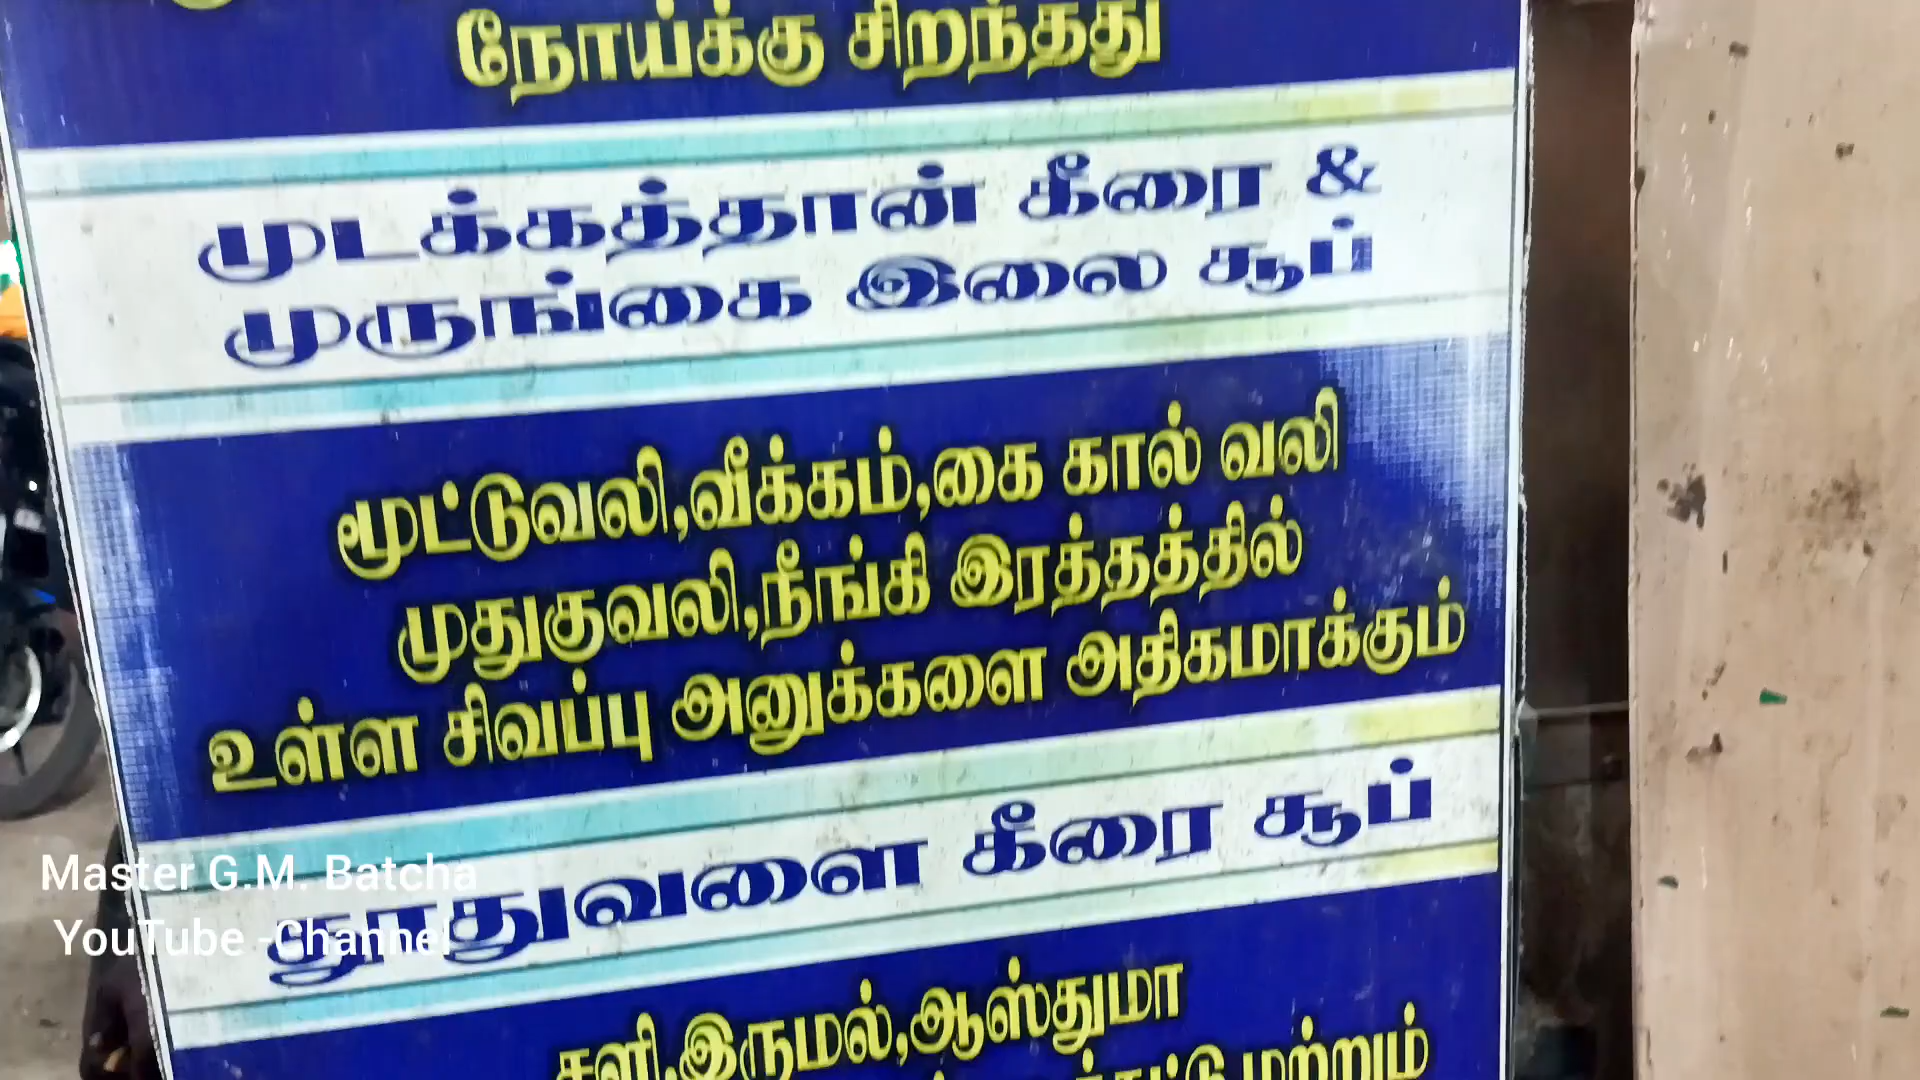 நோய்க்கு சிறந்தது
முடக்கத்தான் கீரை &
முருங்கை இலை சூப்
மூட்டுவலி,வீக்கம்,கை கால் வலி
முதுகுவலி,நீங்கி இரத்தத்தில்
உள்ள சிவப்பு அனுக்களை அதிகமாக்கும்
தூதுவளை கீரை சூப்
சளி,இருமல்,ஆஸ்துமா
மற்றும்
Master G.M. Batcha
YouTube -Channel